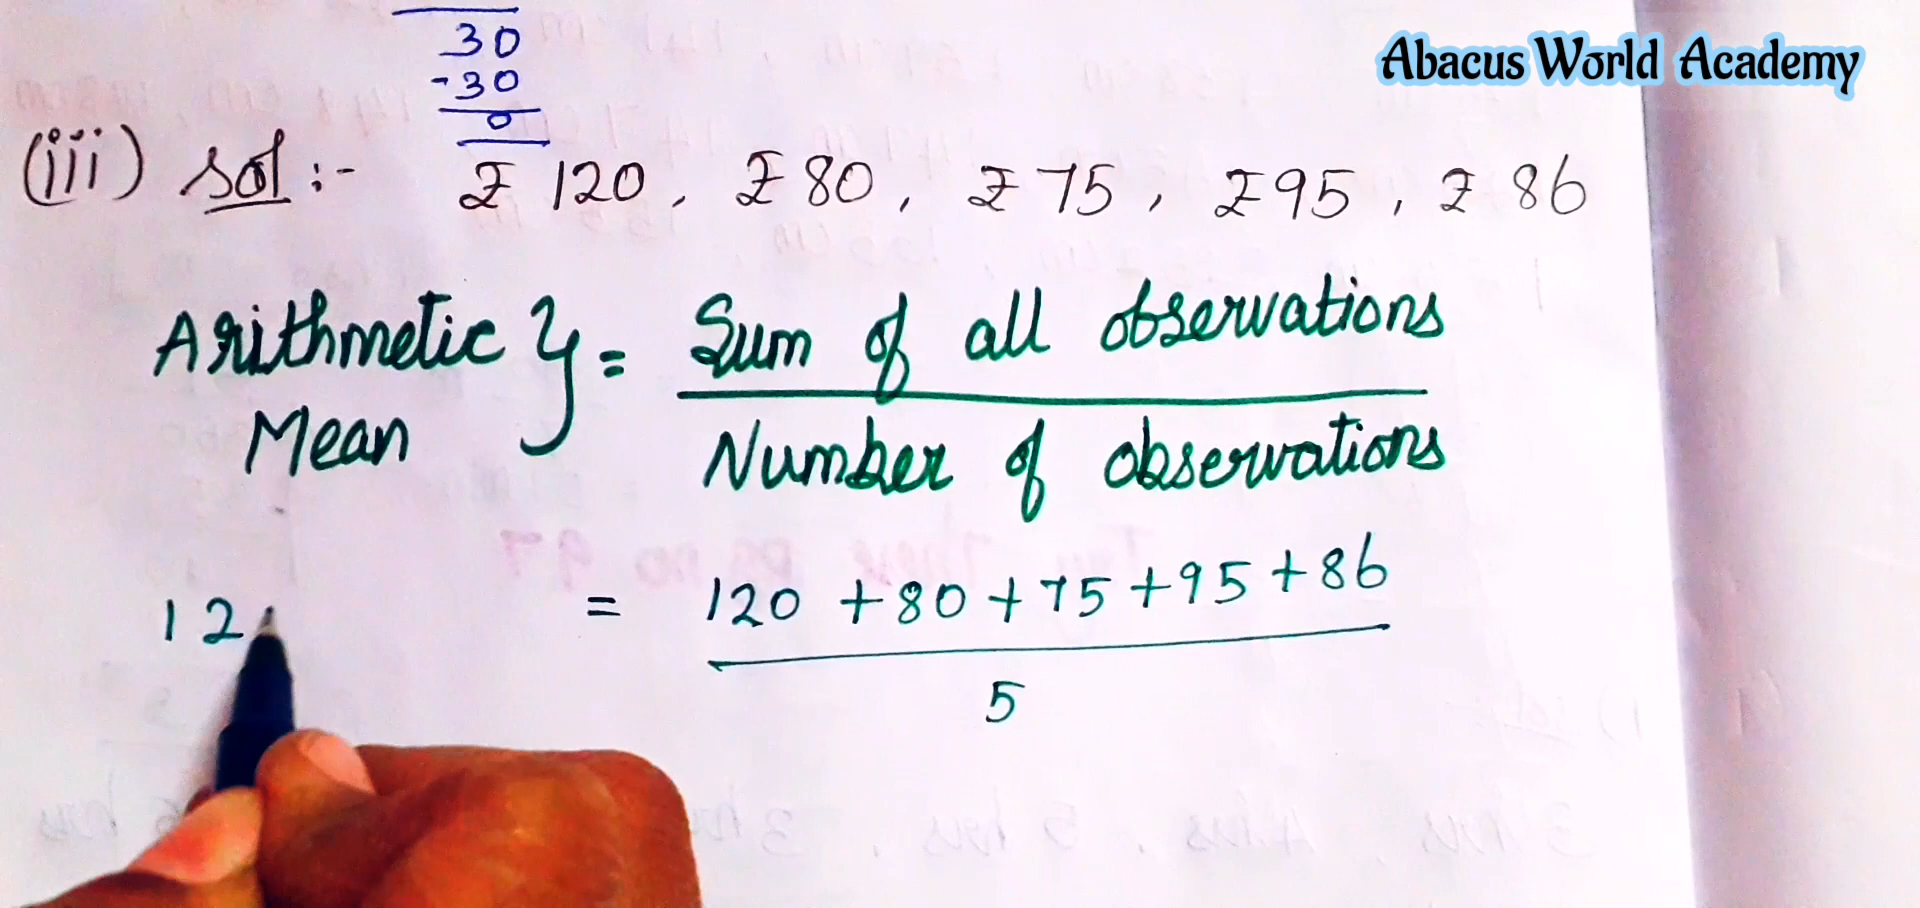 30
-30
0
Abacus World Academy
(iii) sol :- ₹ 120, ₹ 80, ₹ 75, ₹ 95, ₹ 86
Arithmetic Mean } = Sum of all observations
Number of observations
= 120 + 80 + 75 + 95 + 86
12
5